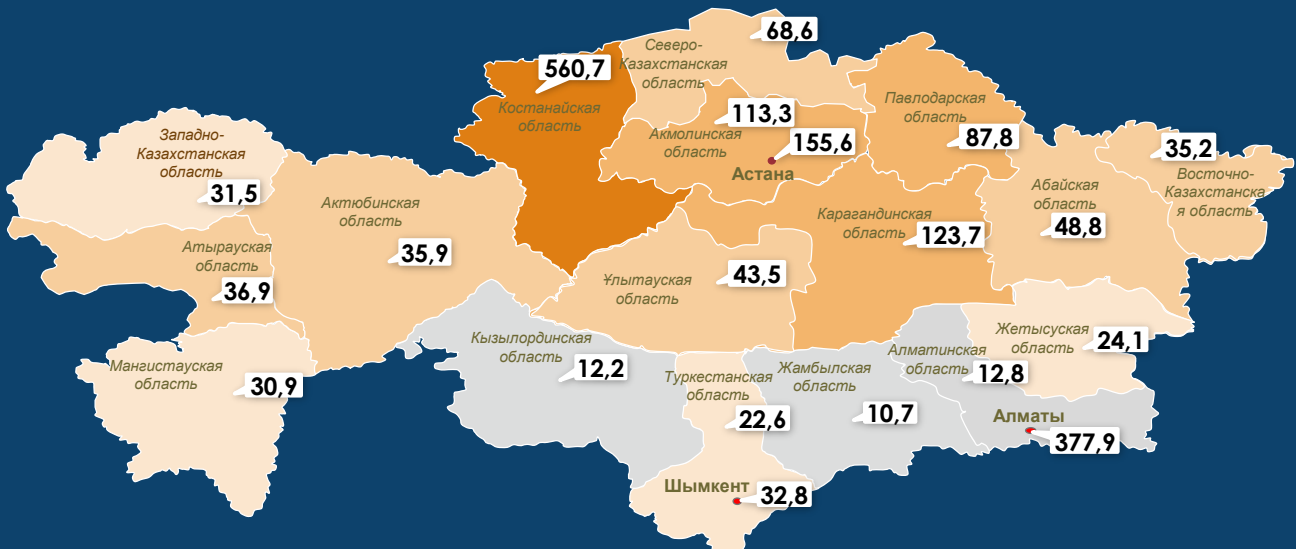 68,6
Северо-
Казахстанская
область
560,7
Костанайская
область
Павлодарская
область
87,8
113,3
Акмолинская
область
155,6
Астана
Западно-
Казахстанская
область
31,5
35,2
Восточно-
Казахстанска
я область
Абайская
область
48,8
Актюбинская
область
35,9
Карагандинская
область
123,7
Атырауская
область
36,9
Ұлытауская
область
43,5
Жетысуская
область
24,1
Кызылординская
область
12,2
Алматинская
область
12,8
Мангистауская
область
30,9
Туркестанская
область
22,6
Жамбылская
область
10,7
Алматы
377,9
Шымкент
32,8